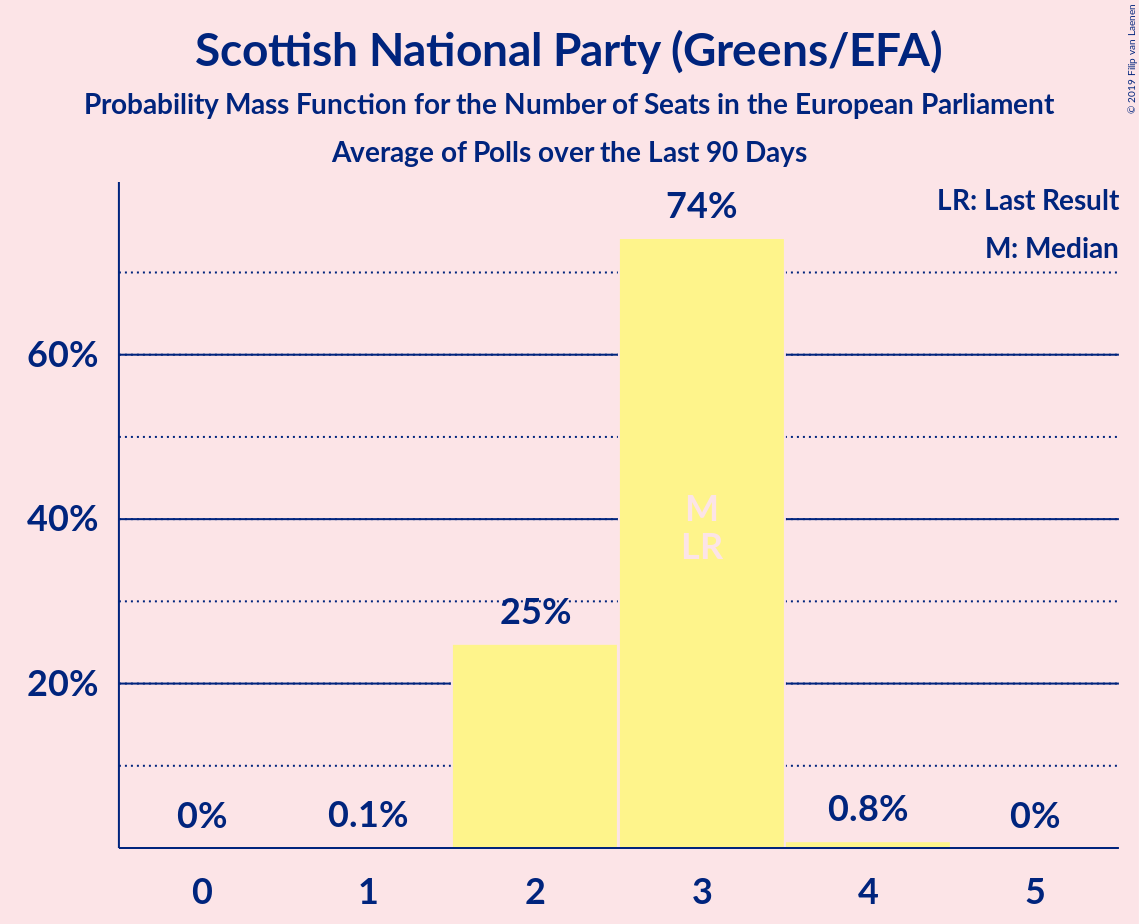 Scottish National Party (Greens/EFA)
Probability Mass Function for the Number of Seats in the European Parliament
Average of Polls over the Last 90 Days
© 2019 Filip van Laenen
LR: Last Result
M: Median
74%
60%
40%
20%
M
LR
25%
0%
0.1%
0.8%
0%
0 1 2 3 4 5